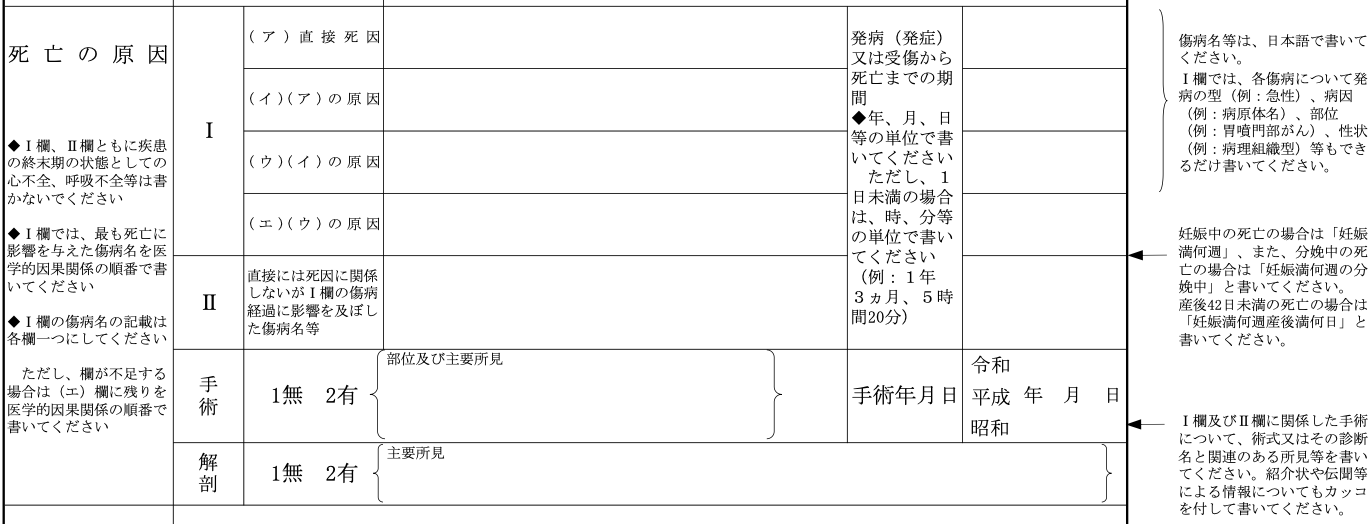 死亡の原因
◆Ⅰ欄、Ⅱ欄ともに疾患
の終末期の状態としての
心不全、呼吸不全等は書
かないでください
◆Ⅰ欄では、最も死亡に
影響を与えた傷病名を医
学的因果関係の順番で書
いてください
◆Ⅰ欄の傷病名の記載は
各欄一つにしてください
ただし、欄が不足する
場合は（エ）欄に残りを
医学的因果関係の順番で
書いてください
Ⅰ
（ア）直接死因
（イ）（ア）の原因
（ウ）（イ）の原因
（エ）（ウ）の原因
発病（発症）
又は受傷から
死亡までの期
間
◆年、月、日
等の単位で書
いてください
ただし、１
日未満の場合
は、時、分等
の単位で書い
てください
（例：１年
３ヵ月、５時
間20分）
Ⅱ
直接には死因に関係
しないがⅠ欄の傷病
経過に影響を及ぼし
た傷病名等
手術
1無　2有
部位及び主要所見
手術年月日
令和
平成　年　月　日
昭和
解剖
1無　2有
主要所見
傷病名等は、日本語で書いて
ください。
Ⅰ欄では、各傷病について発
病の型（例：急性）、病因
（例：病原体名）、部位
（例：胃噴門部がん）、性状
（例：病理組織型）等もでき
るだけ書いてください。
妊娠中の死亡の場合は「妊娠
満何週」、また、分娩中の死
亡の場合は「妊娠満何週の分
娩中」と書いてください。
産後42日未満の死亡の場合は
「妊娠満何週産後満何日」と
書いてください。
Ⅰ欄及びⅡ欄に関係した手術
について、術式又はその診断
名と関連のある所見等を書い
てください。紹介状や伝聞等
による情報についてもカッコ
を付して書いてください。